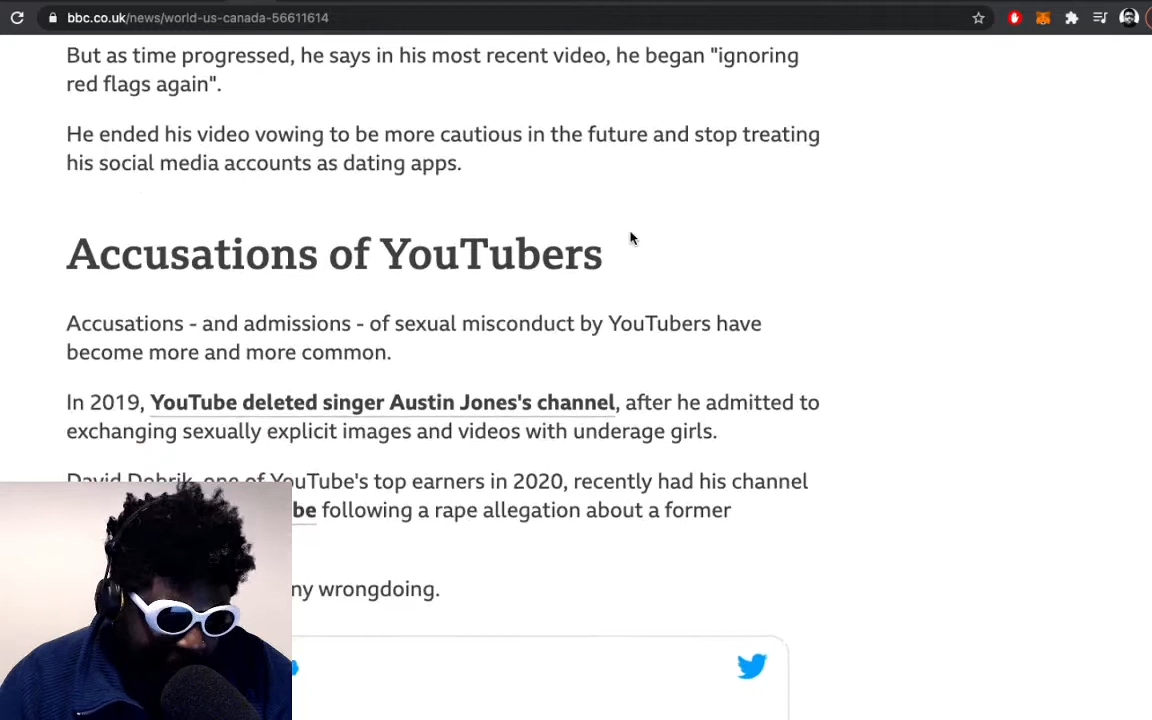 bbc.co.uk/news/world-us-canada-56611614
But as time progressed, he says in his most recent video, he began "ignoring
red flags again".
He ended his video vowing to be more cautious in the future and stop treating
his social media accounts as dating apps.
Accusations of YouTubers
Accusations - and admissions - of sexual misconduct by YouTubers have
become more and more common.
In 2019, YouTube deleted singer Austin Jones's channel, after he admitted to
exchanging sexually explicit images and videos with underage girls.
David Dobrik, one of YouTube's top earners in 2020, recently had his channel
be following a rape allegation about a former
ny wrongdoing.